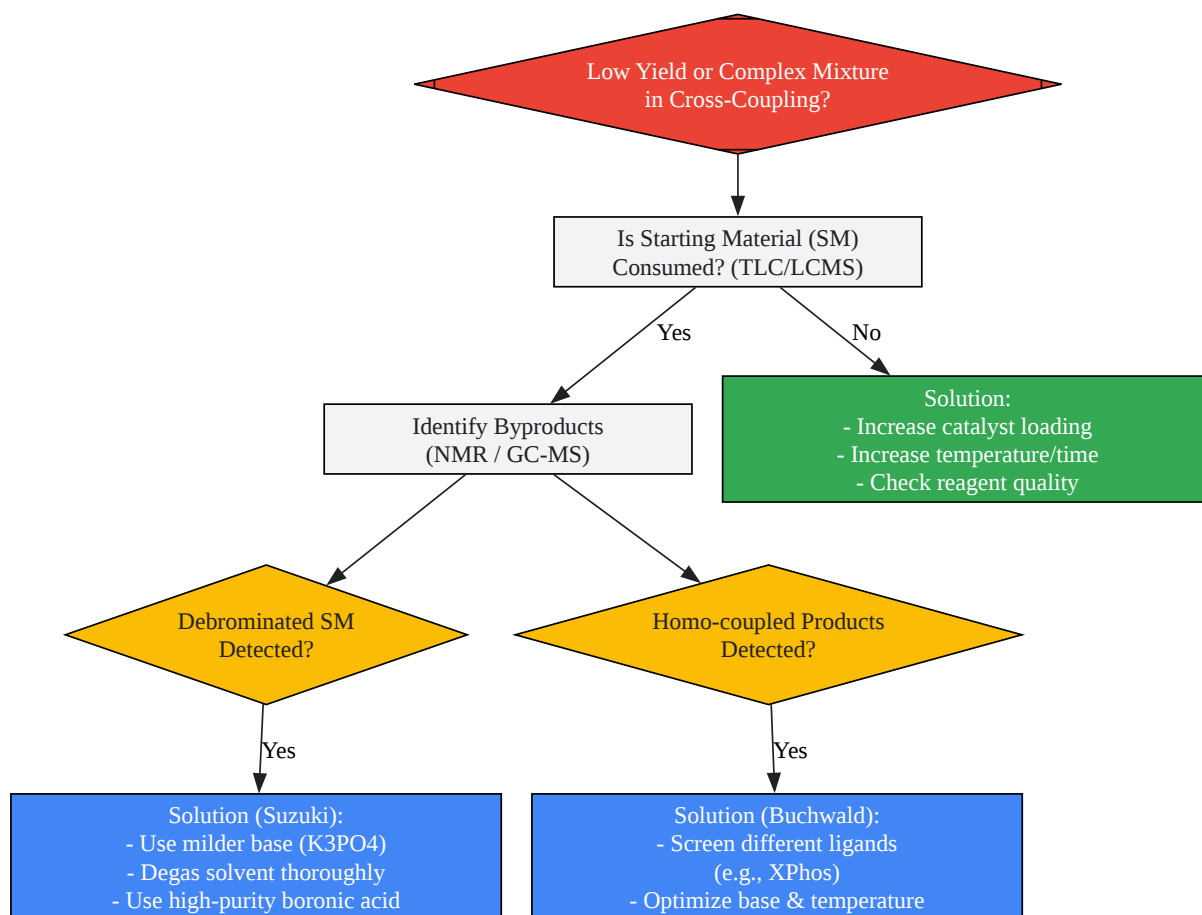 Low Yield or Complex Mixture
in Cross-Coupling?
Is Starting Material (SM)
Consumed? (TLC/LCMS)
Yes
No
Identify Byproducts
(NMR / GC-MS)
Solution:
- Increase catalyst loading
- Increase temperature/time
- Check reagent quality
Debrominated SM
Detected?
Homo-coupled Products
Detected?
Yes
Yes
Solution (Suzuki):
- Use milder base (K3PO4)
- Degas solvent thoroughly
- Use high-purity boronic acid
Solution (Buchwald):
- Screen different ligands
(e.g., XPhos)
- Optimize base & temperature